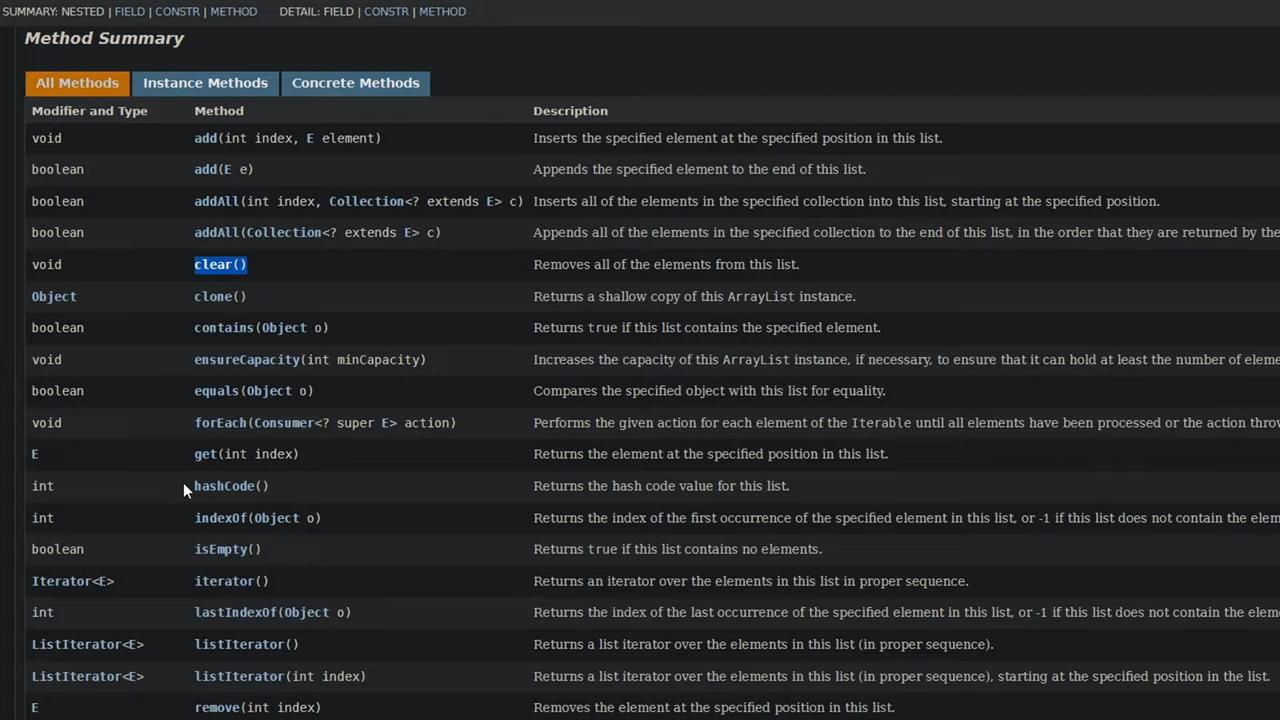 SUMMARY: NESTED | FIELD | CONSTR | METHOD DETAIL: FIELD | CONSTR | METHOD
Method Summary
All Methods Instance Methods Concrete Methods
Modifier and Type Method Description
void add(int index, E element) Inserts the specified element at the specified position in this list.
boolean add(E e) Appends the specified element to the end of this list.
boolean addAll(int index, Collection<? extends E> c) Inserts all of the elements in the specified collection into this list, starting at the specified position.
boolean addAll(Collection<? extends E> c) Appends all of the elements in the specified collection to the end of this list, in the order that they are returned by the
void clear() Removes all of the elements from this list.
Object clone() Returns a shallow copy of this ArrayList instance.
boolean contains(Object o) Returns true if this list contains the specified element.
void ensureCapacity(int minCapacity) Increases the capacity of this ArrayList instance, if necessary, to ensure that it can hold at least the number of
boolean equals(Object o) Compares the specified object with this list for equality.
void forEach(Consumer<? super E> action) Performs the given action for each element of the Iterable until all elements have been processed or the action
E get(int index) Returns the element at the specified position in this list.
int hashCode() Returns the hash code value for this list.
int indexOf(Object o) Returns the index of the first occurrence of the specified element in this list, or -1 if this list does not contain the
boolean isEmpty() Returns true if this list contains no elements.
Iterator<E> iterator() Returns an iterator over the elements in this list in proper sequence.
int lastIndexOf(Object o) Returns the index of the last occurrence of the specified element in this list, or -1 if this list does not contain the
ListIterator<E> listIterator() Returns a list iterator over the elements in this list (in proper sequence).
ListIterator<E> listIterator(int index) Returns a list iterator over the elements in this list (in proper sequence), starting at the specified position in the list.
E remove(int index) Removes the element at the specified position in this list.